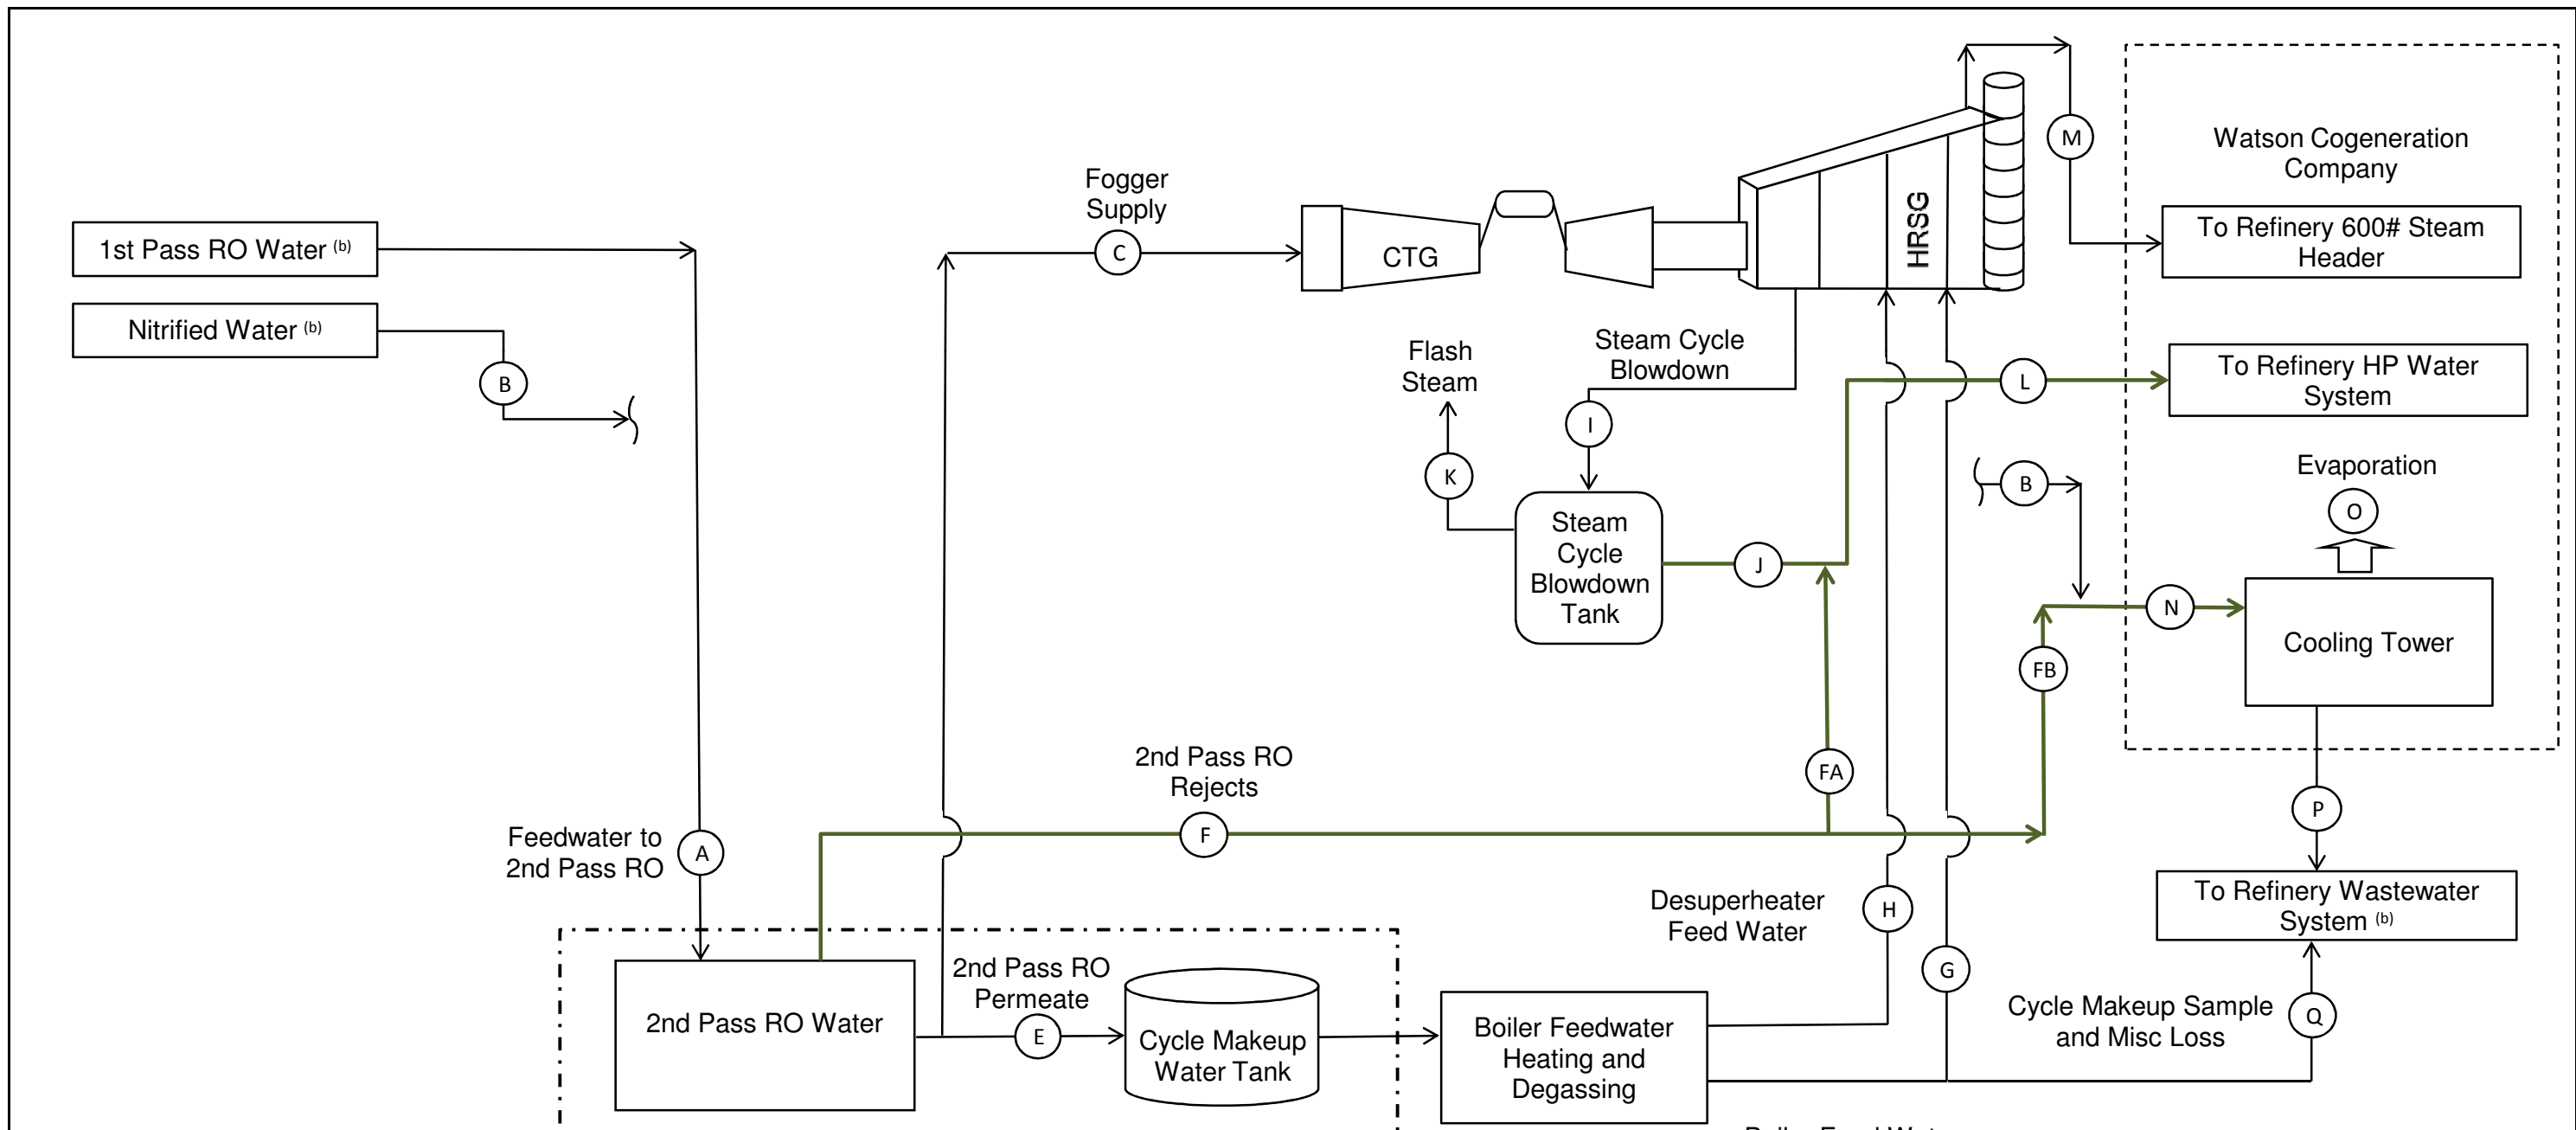 M
Watson Cogeneration
Company
Fogger
Supply
HRSG
1st Pass RO Water (b)
C
CTG
To Refinery 600# Steam
Header
Nitrified Water (b)
B
Flash
Steam
Steam Cycle
Blowdown
L
To Refinery HP Water
System
I
K
B
Evaporation
O
Steam
Cycle
Blowdown
Tank
J
N
Cooling Tower
FB
2nd Pass RO
Rejects
FA
P
Feedwater to
2nd Pass RO
A
F
To Refinery Wastewater
System (b)
Desuperheater
Feed Water
H
2nd Pass RO
Permeate
G
2nd Pass RO Water
E
Cycle Makeup
Water Tank
Boiler Feedwater
Heating and
Degassing
Cycle Makeup Sample
and Misc Loss
Q